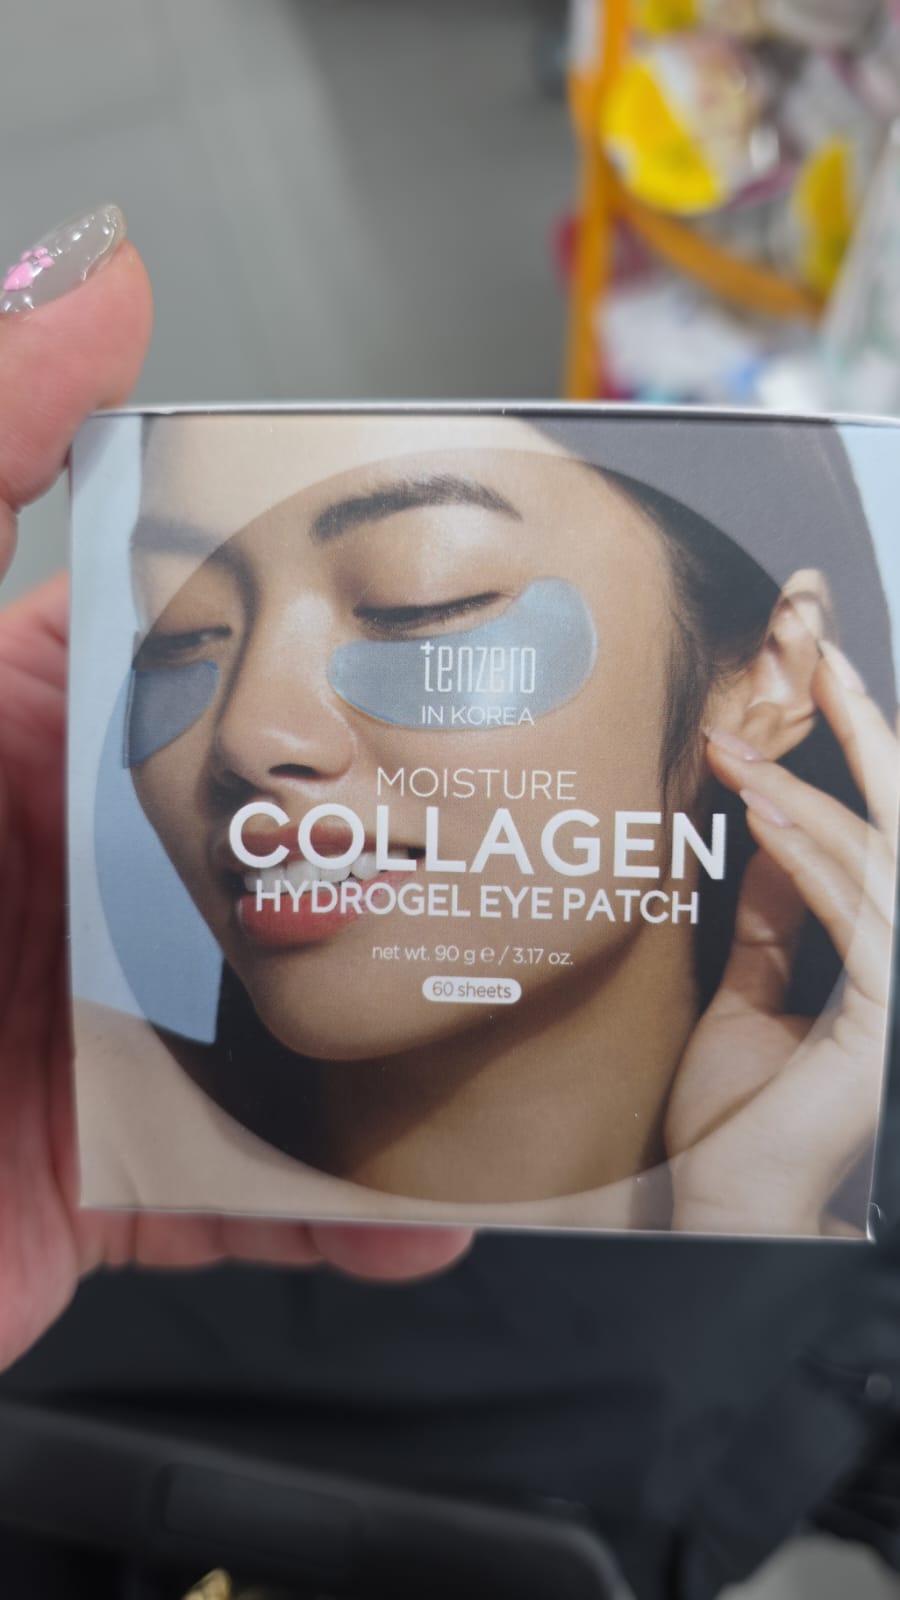 tenzero
IN KOREA
MOISTURE
COLLAGEN
HYDROGEL EYE PATCH
net wt. 90 g ℮ / 3.17 oz.
60 sheets